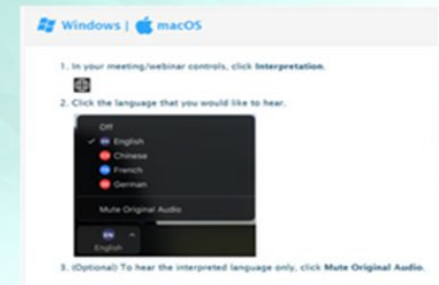 Windows | macOS
1. In your meeting/webinar controls, click Interpretation.
2. Click the language that you would like to hear.
Off
English
Chinese
French
German
Mute Original Audio
English
3. (Optional) To hear the interpreted language only, click Mute Original Audio.